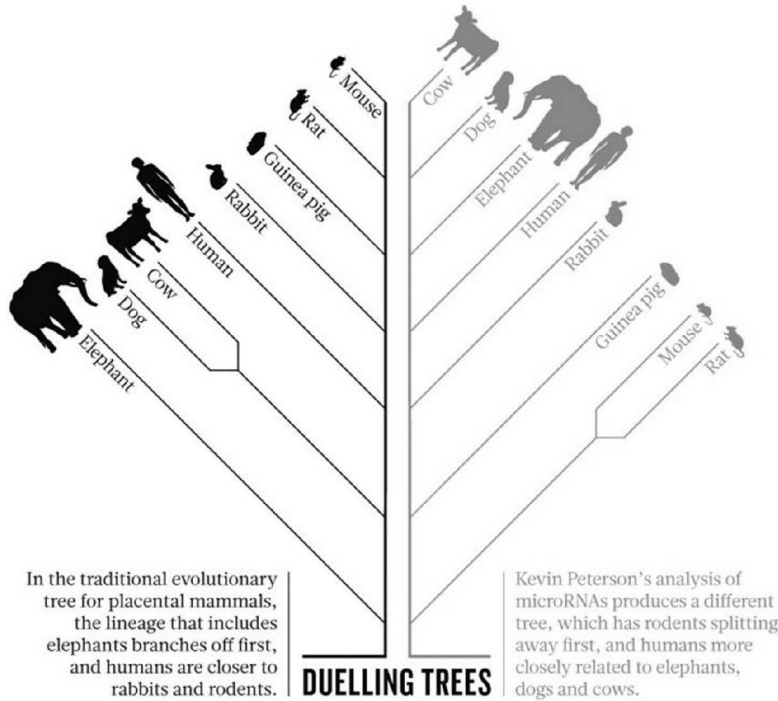 Mouse
Rat
Guinea pig
Rabbit
Human
Cow
Dog
Elephant
Cow
Dog
Elephant
Human
Rabbit
Guinea pig
Mouse
Rat
In the traditional evolutionary
tree for placental mammals,
the lineage that includes
elephants branches off first,
and humans are closer to
rabbits and rodents.
DUELLING TREES
Kevin Peterson's analysis of
microRNAs produces a different
tree, which has rodents splitting
away first, and humans more
closely related to elephants,
dogs and cows.